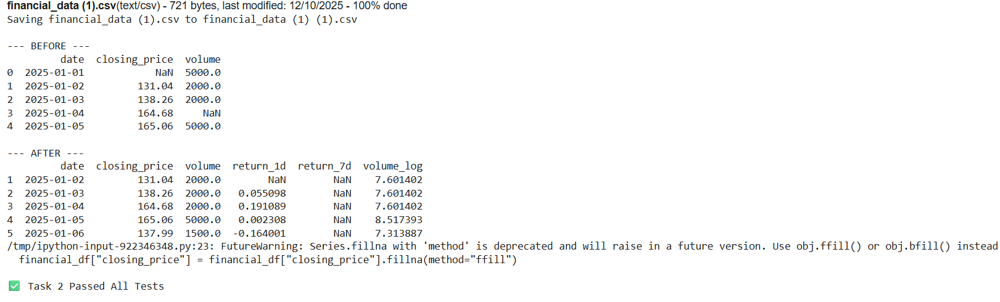 financial_data (1).csv(text/csv) - 721 bytes, last modified: 12/10/2025 - 100% done
Saving financial_data (1).csv to financial_data (1) (1).csv
--- BEFORE ---
date closing_price volume
0 2025-01-01 NaN 5000.0
1 2025-01-02 131.04 2000.0
2 2025-01-03 138.26 2000.0
3 2025-01-04 164.68 NaN
4 2025-01-05 165.06 5000.0
--- AFTER ---
date closing_price volume return_1d return_7d volume_log
1 2025-01-02 131.04 2000.0 NaN NaN 7.601402
2 2025-01-03 138.26 2000.0 0.055098 NaN 7.601402
3 2025-01-04 164.68 2000.0 0.191089 NaN 7.601402
4 2025-01-05 165.06 5000.0 0.002308 NaN 8.517393
5 2025-01-06 137.99 1500.0 -0.164001 NaN 7.313887
/tmp/ipython-input-922346348.py:23: FutureWarning: Series.fillna with 'method' is deprecated and will raise in a future version. Use obj.ffill() or obj.bfill() instead
financial_df["closing_price"] = financial_df["closing_price"].fillna(method="ffill")
✅ Task 2 Passed All Tests